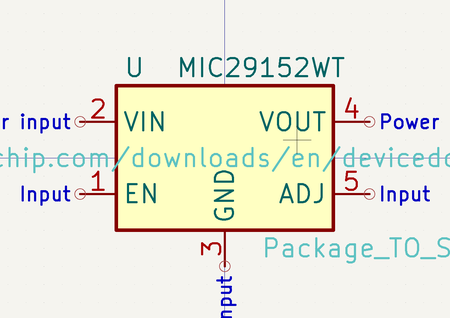 U MIC29152WT
2 4
r input VIN VOUT Power
chip.com/downloads/en/devicedo
1 5
Input EN GND ADJ Input
3 Package_TO_S
nput